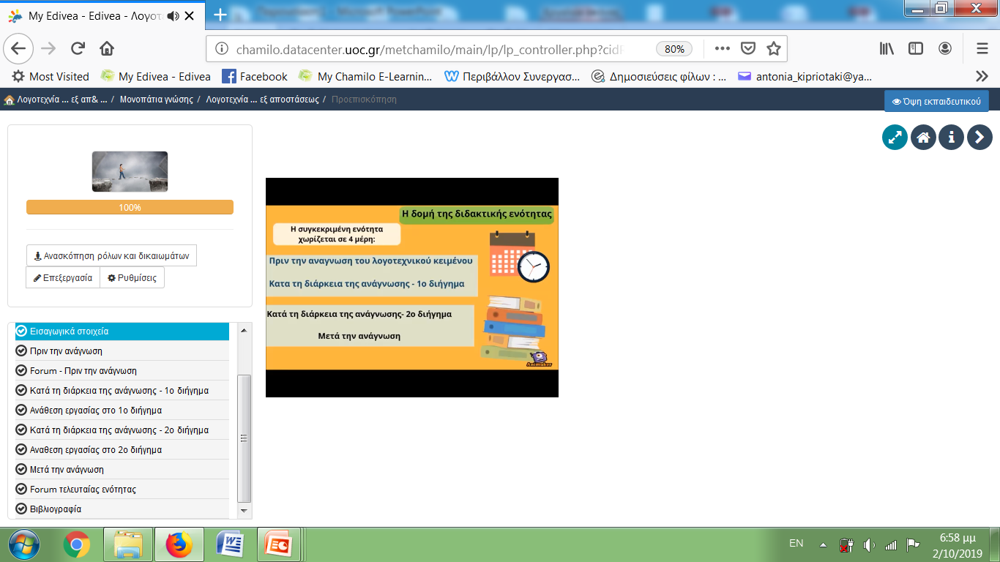 My Edivea - Edivea - Λογοτ
chamilo.datacenter.uoc.gr/metchamilo/main/lp/lp_controller.php?cid
80%
Most Visited
My Edivea - Edivea
Facebook
My Chamilo E-Learnin...
Περιβάλλον Συνεργασ...
Δημοσιεύσεις φίλων : ...
antonia_kipriotaki@ya...
Λογοτεχνία ... εξ απ& ... / Μονοπάτια γνώσης / Λογοτεχνία ... εξ αποστάσεως / Προεπισκόπηση
Όψη εκπαιδευτικού
100%
Ανασκόπηση ρόλων και δικαιωμάτων
Επεξεργασία
Ρυθμίσεις
Εισαγωγικά στοιχεία
Πριν την ανάγνωση
Forum - Πριν την ανάγνωση
Κατά τη διάρκεια της ανάγνωσης - 1ο διήγημα
Ανάθεση εργασίας στο 1ο διήγημα
Κατά τη διάρκεια της ανάγνωσης - 2ο διήγημα
Αναθεση εργασίας στο 2ο διήγημα
Μετά την ανάγνωση
Forum τελευταίας ενότητας
Βιβλιογραφία
Η δομή της διδακτικής ενότητας
Η συγκεκριμένη ενότητα
χωρίζεται σε 4 μέρη:
Πριν την αναγνωση του λογοτεχνικού κειμένου
Κατα τη διάρκεια της ανάγνωσης - 1ο διήγημα
Κατά τη διάρκεια της ανάγνωσης- 2ο διήγημα
Μετά την ανάγνωση
Animaker
EN
6:58 μμ
2/10/2019